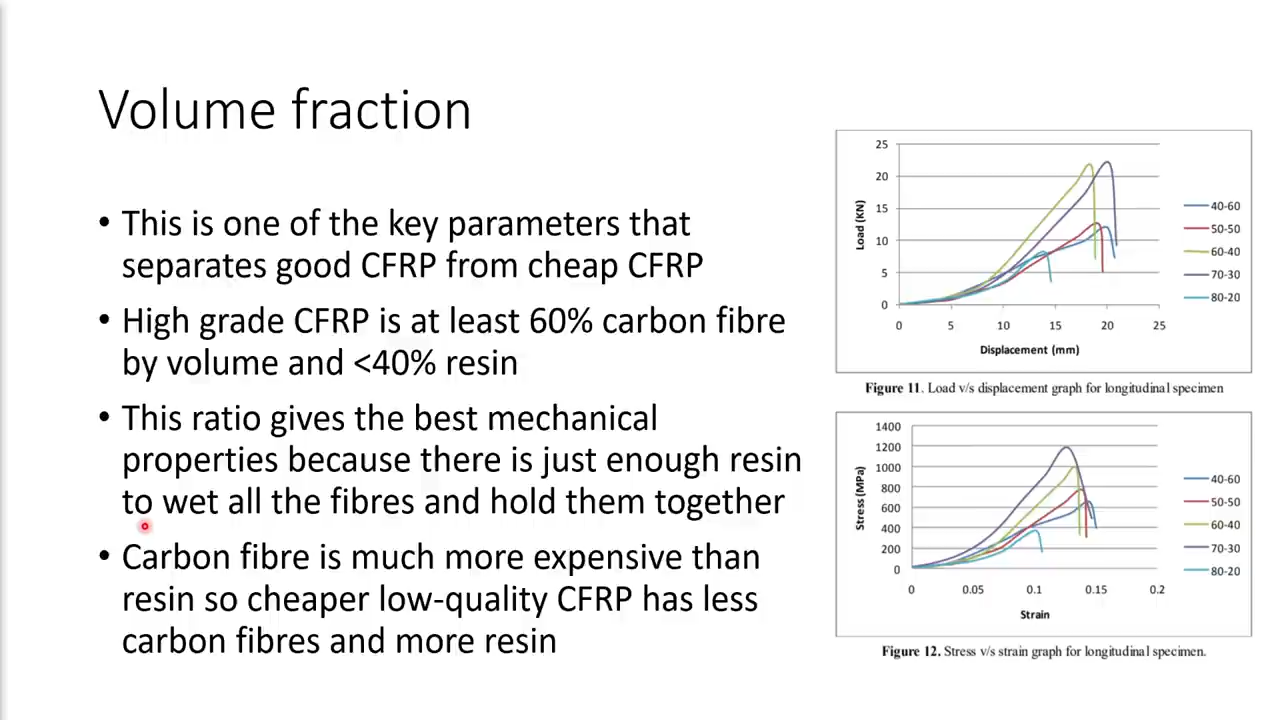 Volume fraction
• This is one of the key parameters that
separates good CFRP from cheap CFRP
• High grade CFRP is at least 60% carbon fibre
by volume and <40% resin
• This ratio gives the best mechanical
properties because there is just enough resin
to wet all the fibres and hold them together
• Carbon fibre is much more expensive than
resin so cheaper low-quality CFRP has less
carbon fibres and more resin
Load (KN)
25
20
15
10
5
0
0 5 10 15 20 25
Displacement (mm)
40-60
50-50
60-40
70-30
80-20
Figure 11. Load v/s displacement graph for longitudinal specimen
Stress (MPa)
1400
1200
1000
800
600
400
200
0
0 0.05 0.1 0.15 0.2
Strain
40-60
50-50
60-40
70-30
80-20
Figure 12. Stress v/s strain graph for longitudinal specimen.